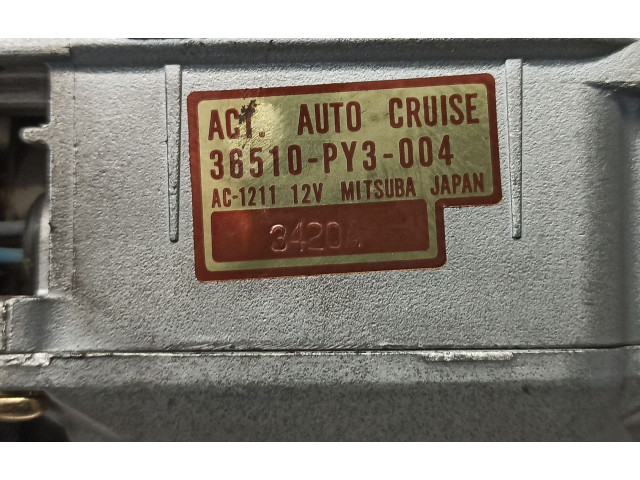 ACT. AUTO CRUISE
36510-PY3-004
AC-1211 12V MITSUBA JAPAN
3420A